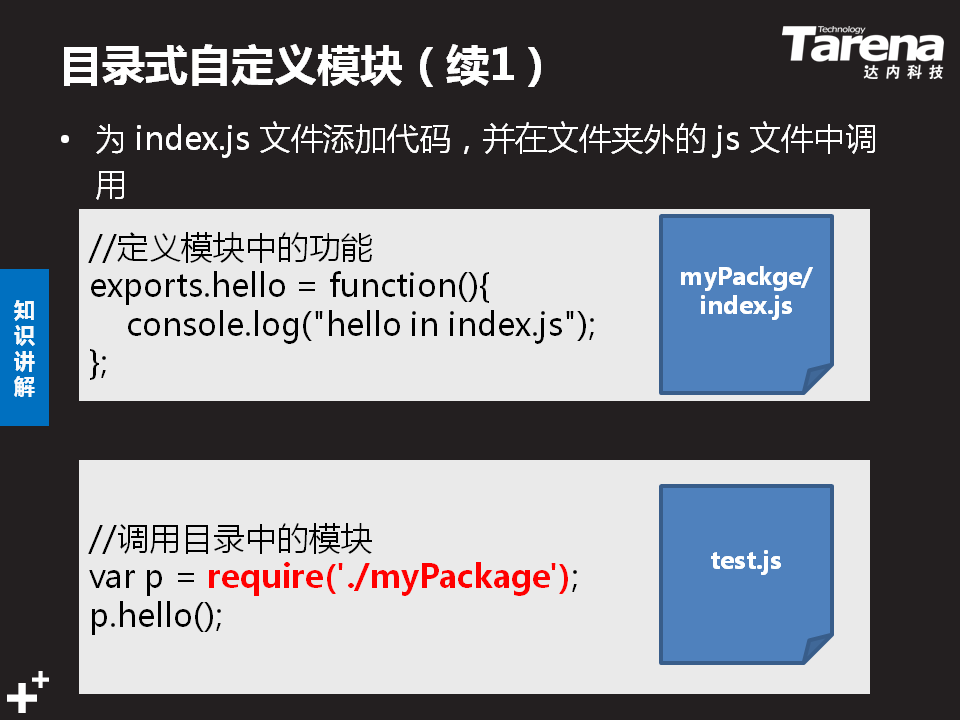 目录式自定义模块（续1）
Technology
Tarena
达内科技
• 为 index.js 文件添加代码，并在文件夹外的 js 文件中调
用
//定义模块中的功能
exports.hello = function(){
    console.log("hello in index.js");
};
myPackge/
index.js
知
识
讲
解
//调用目录中的模块
var p = require('./myPackage');
p.hello();
test.js